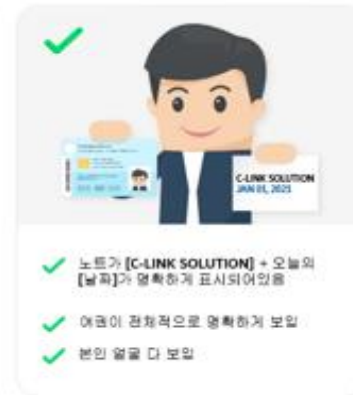 C-LINK SOLUTION
JAN 01, 2021
노트가 [C-LINK SOLUTION] + 오늘의
[날짜]가 명확하게 표시되어있음
여권이 전체적으로 명확하게 보임
본인 얼굴 다 보임